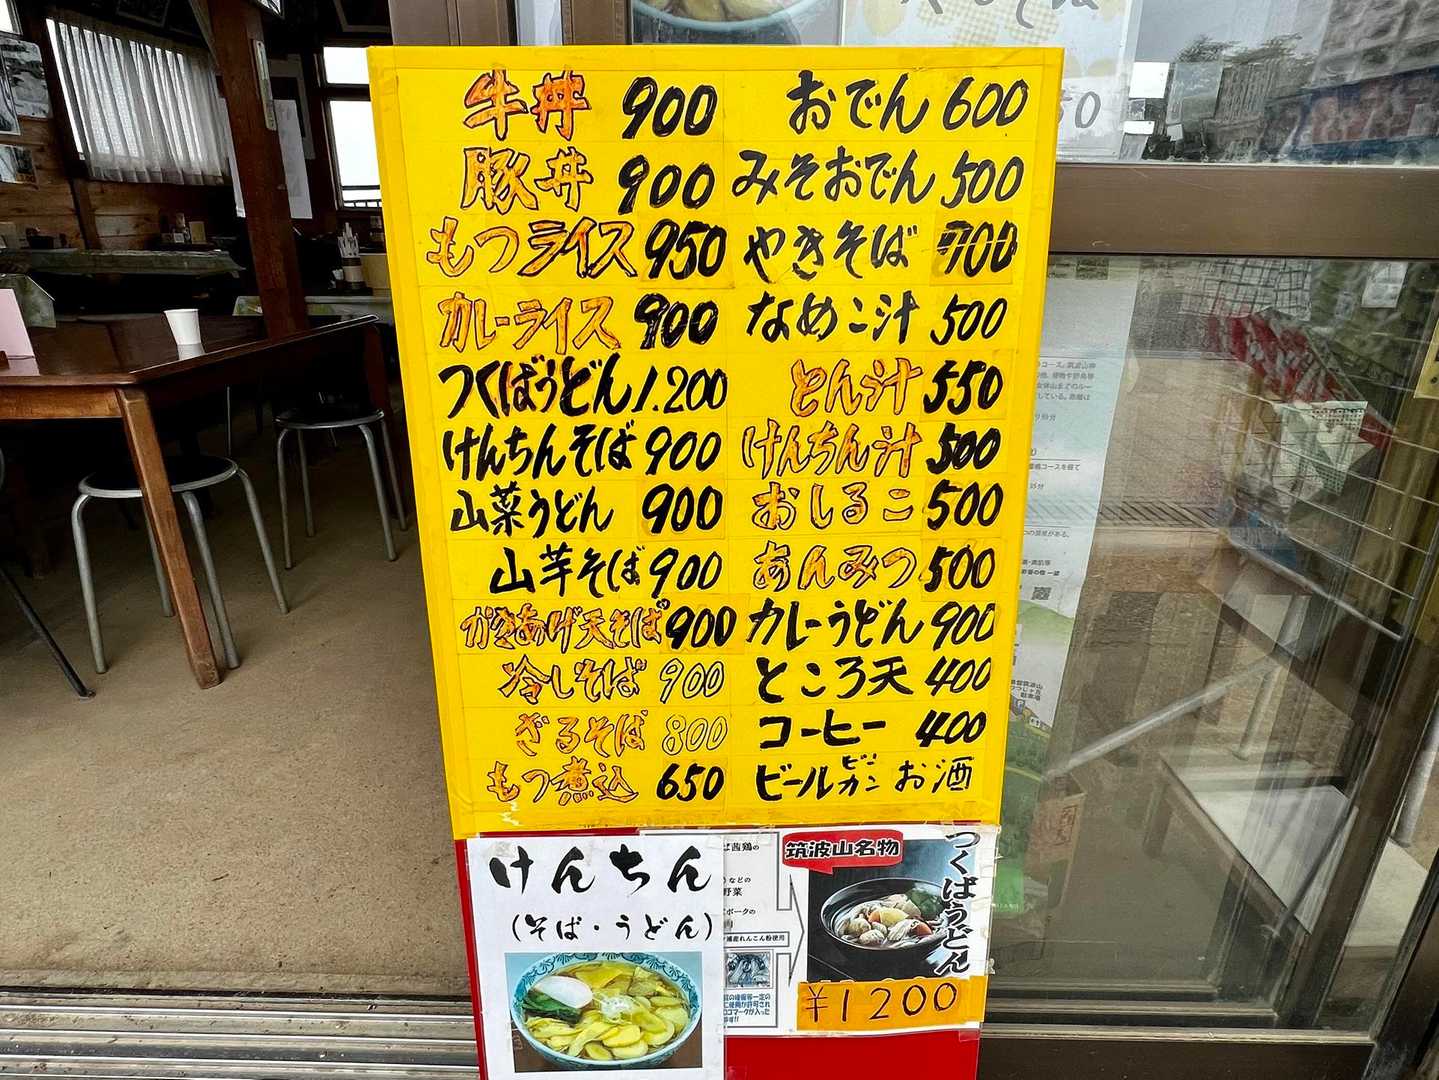 牛丼 900
豚丼 900
もつライス 950
カレーライス 900
つくばうどん 1.200
けんちんそば 900
山菜うどん 900
山芋そば 900
かきあげ天そば 900
冷しそば 900
ざるそば 800
もつ煮込 650
おでん 600
みそおでん 500
やきそば 700
なめこ汁 500
とん汁 550
けんちん汁 500
おしるこ 500
あんみつ 500
カレーうどん 900
ところ天 400
コーヒー 400
ビール ビン カン お酒
けんちん
(そば・うどん)
筑波山名物
つくばうどん
¥1200